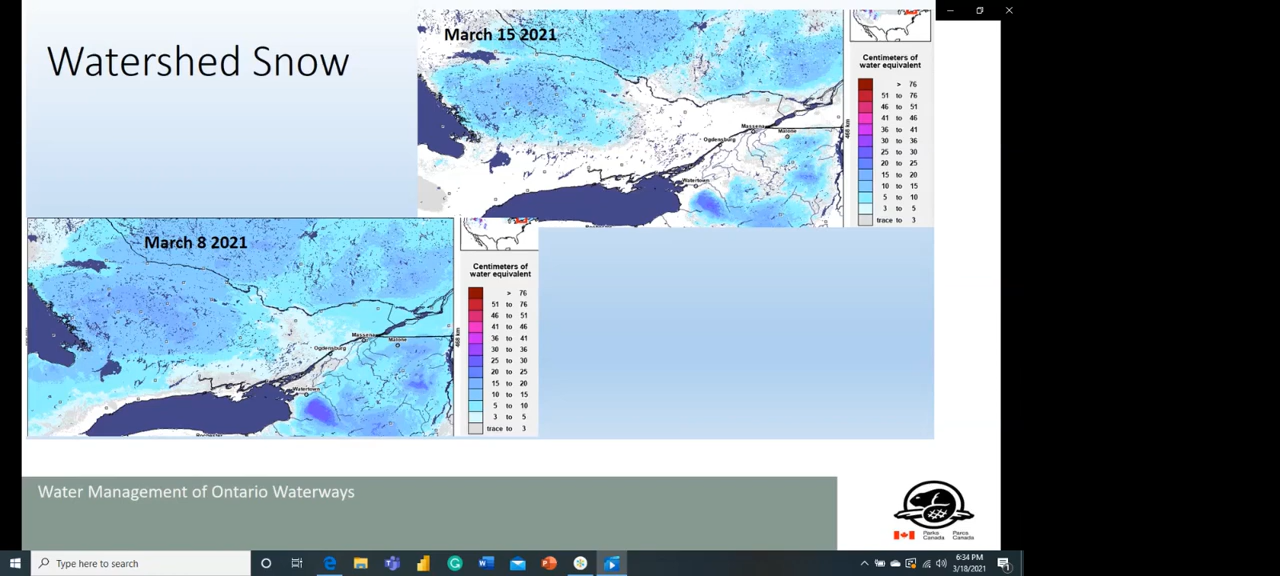 Watershed Snow
March 15 2021
Massena
Malone
Ogdensburg
Watertown
468 km
Centimeters of
water equivalent
> 76
51 to 76
46 to 51
41 to 46
36 to 41
30 to 36
25 to 30
20 to 25
15 to 20
10 to 15
5 to 10
3 to 5
trace to 3
March 8 2021
Massena
Malone
Ogdensburg
Watertown
Rochester
468 km
Centimeters of
water equivalent
> 76
51 to 76
46 to 51
41 to 46
36 to 41
30 to 36
25 to 30
20 to 25
15 to 20
10 to 15
5 to 10
3 to 5
trace to 3
Water Management of Ontario Waterways
Parks Parcs
Canada Canada
Type here to search
6:34 PM
3/18/2021